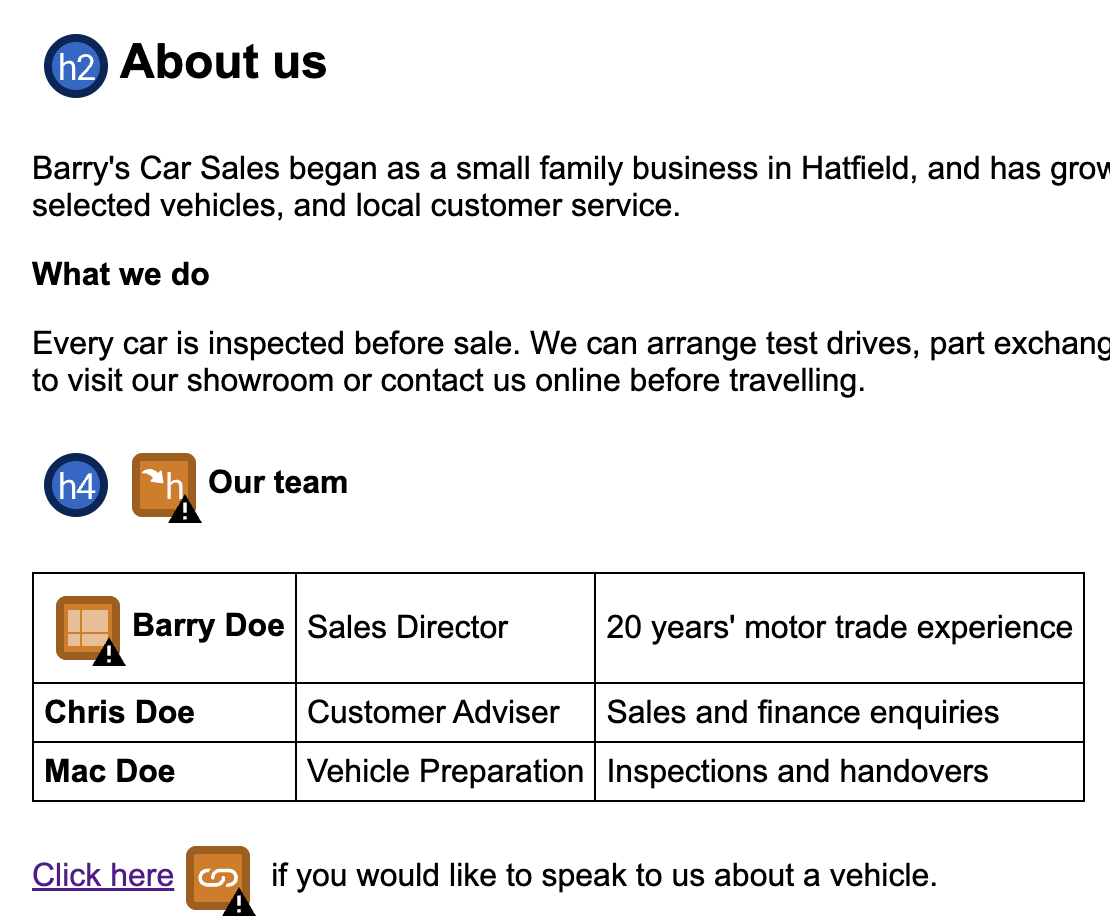 h2 About us
Barry's Car Sales began as a small family business in Hatfield, and has
selected vehicles, and local customer service.
What we do
Every car is inspected before sale. We can arrange test drives, part
to visit our showroom or contact us online before travelling.
h4 h Our team
Barry Doe Sales Director 20 years' motor trade experience
Chris Doe Customer Adviser Sales and finance enquiries
Mac Doe Vehicle Preparation Inspections and handovers
Click here if you would like to speak to us about a vehicle.